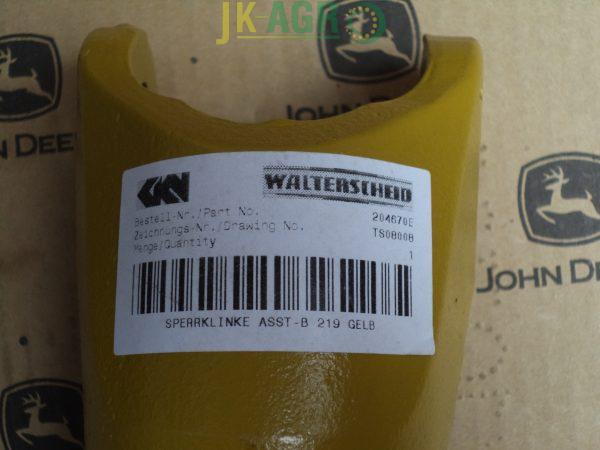 JK-AGRO
JOHN DEERE
GKN WALTERSCHEID
Bestell-Nr./Part No. 204670E
Zeichnungs-Nr./Drawing No. TS0800B
Menge/Quantity 1
SPERRKLINKE ASST-B 219 GELB
JOHN DEE
JOHN DEERE